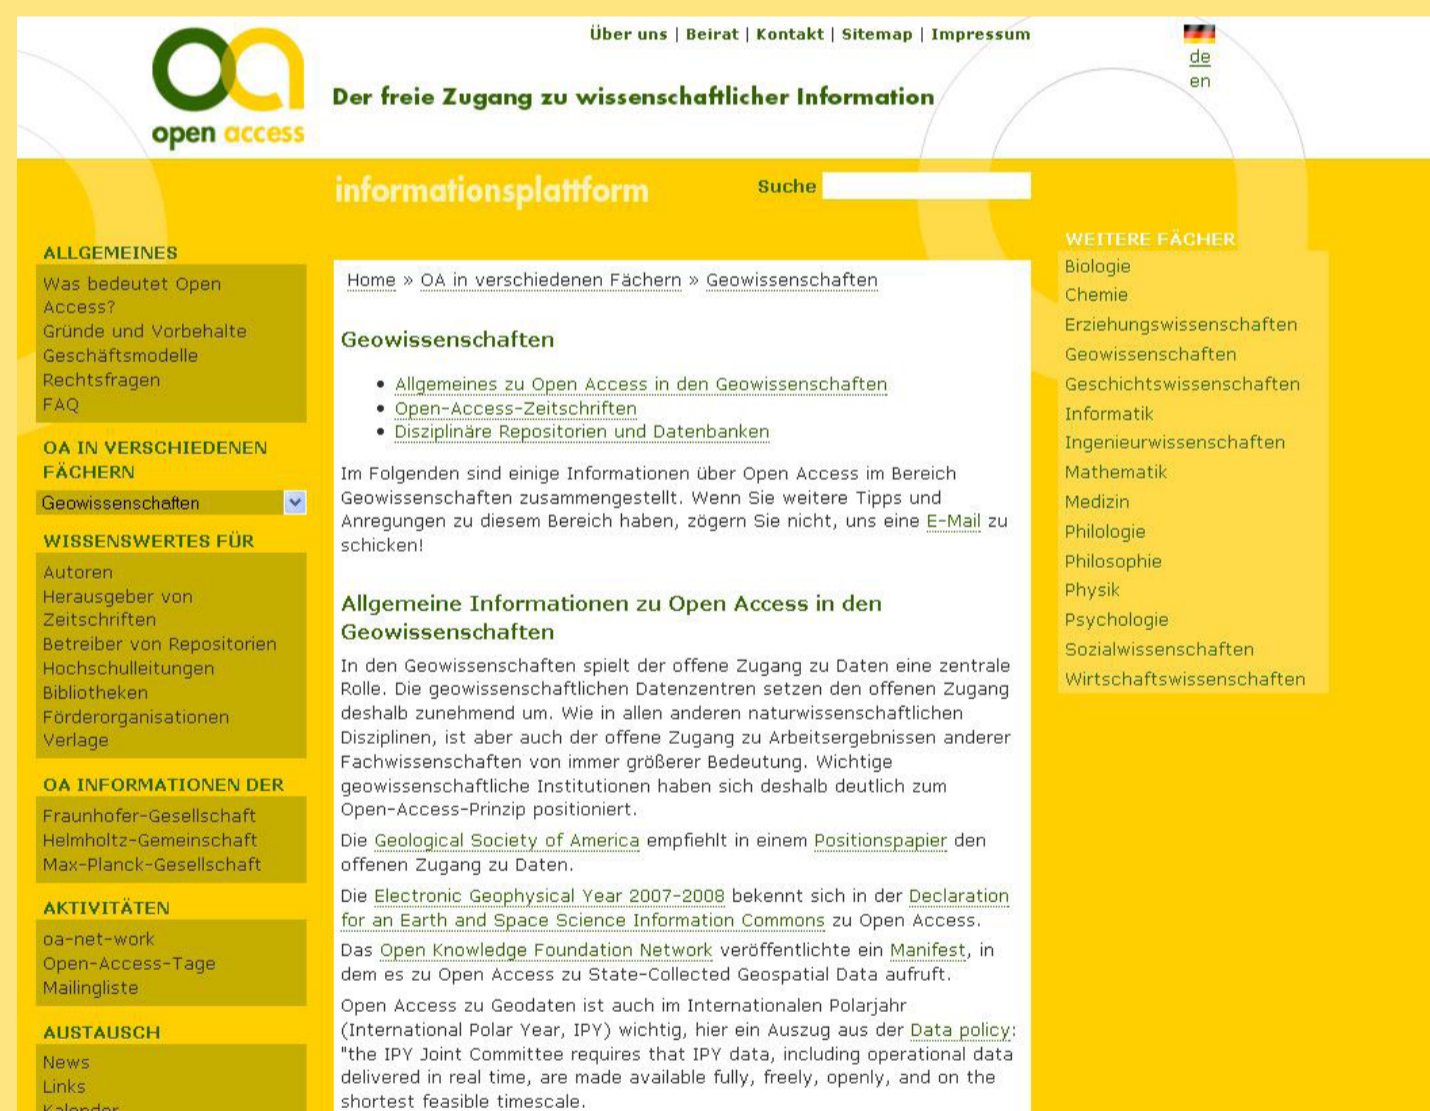 Über uns | Beirat | Kontakt | Sitemap | Impressum
de
en
open access
Der freie Zugang zu wissenschaftlicher Information
informationsplattform
Suche
ALLGEMEINES
Was bedeutet Open
Access?
Gründe und Vorbehalte
Geschäftsmodelle
Rechtsfragen
FAQ
OA IN VERSCHIEDENEN
FÄCHERN
Geowissenschaften
WISSENSWERTES FÜR
Autoren
Herausgeber von
Zeitschriften
Betreiber von Repositorien
Hochschulleitungen
Bibliotheken
Förderorganisationen
Verlage
OA INFORMATIONEN DER
Fraunhofer-Gesellschaft
Helmholtz-Gemeinschaft
Max-Planck-Gesellschaft
AKTIVITÄTEN
oa-net-work
Open-Access-Tage
Mailingliste
AUSTAUSCH
News
Links
Kalender
Home » OA in verschiedenen Fächern » Geowissenschaften
Geowissenschaften
• Allgemeines zu Open Access in den Geowissenschaften
• Open-Access-Zeitschriften
• Disziplinäre Repositorien und Datenbanken
Im Folgenden sind einige Informationen über Open Access im Bereich
Geowissenschaften zusammengestellt. Wenn Sie weitere Tipps und
Anregungen zu diesem Bereich haben, zögern Sie nicht, uns eine E-Mail zu
schicken!
Allgemeine Informationen zu Open Access in den
Geowissenschaften
In den Geowissenschaften spielt der offene Zugang zu Daten eine zentrale
Rolle. Die geowissenschaftlichen Datenzentren setzen den offenen Zugang
deshalb zunehmend um. Wie in allen anderen naturwissenschaftlichen
Disziplinen, ist aber auch der offene Zugang zu Arbeitsergebnissen anderer
Fachwissenschaften von immer größerer Bedeutung. Wichtige
geowissenschaftliche Institutionen haben sich deshalb deutlich zum
Open-Access-Prinzip positioniert.
Die Geological Society of America empfiehlt in einem Positionspapier den
offenen Zugang zu Daten.
Die Electronic Geophysical Year 2007-2008 bekennt sich in der Declaration
for an Earth and Space Science Information Commons zu Open Access.
Das Open Knowledge Foundation Network veröffentlichte ein Manifest, in
dem es zu Open Access zu State-Collected Geospatial Data aufruft.
Open Access zu Geodaten ist auch im Internationalen Polarjahr
(International Polar Year, IPY) wichtig, hier ein Auszug aus der Data policy:
"the IPY Joint Committee requires that IPY data, including operational data
delivered in real time, are made available fully, freely, openly, and on the
shortest feasible timescale.
WEITERE FÄCHER
Biologie
Chemie
Erziehungswissenschaften
Geowissenschaften
Geschichtswissenschaften
Informatik
Ingenieurwissenschaften
Mathematik
Medizin
Philologie
Philosophie
Physik
Psychologie
Sozialwissenschaften
Wirtschaftswissenschaften